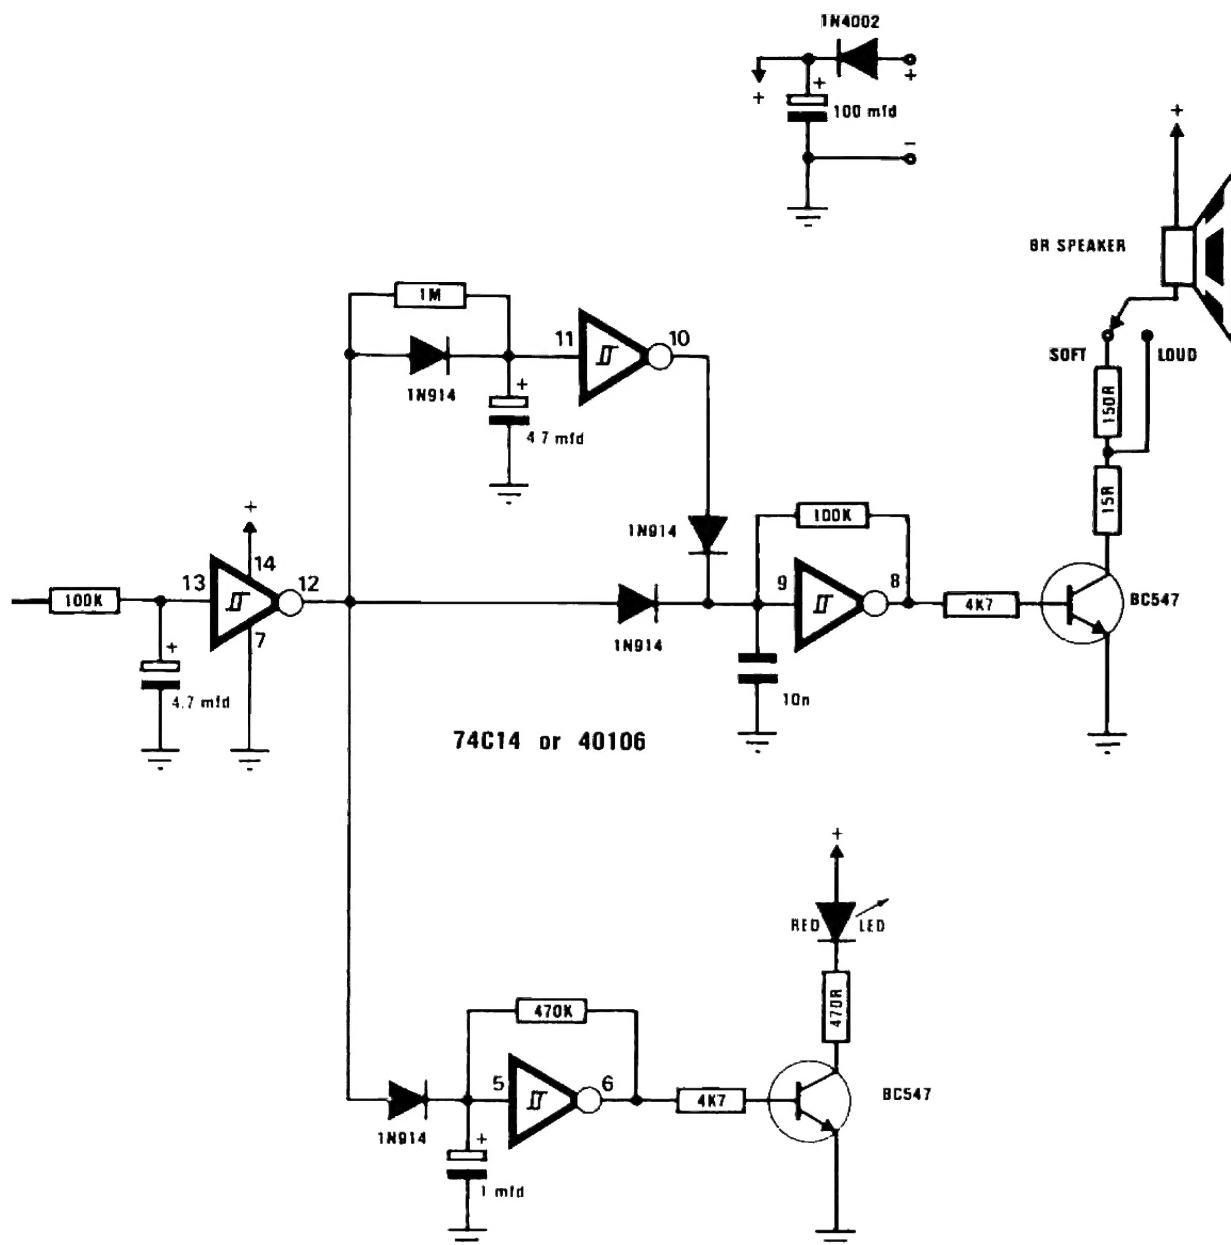 1N4002
+
+
+
100 mfd
-
+
8R SPEAKER
1M
11
10
SOFT
LOUD
1N914
+
4.7 mfd
150R
15R
1N914
100K
+
14
13
12
100K
7
9
8
4K7
BC547
+
4.7 mfd
1N914
10n
74C14 or 40106
+
RED
LED
470K
470R
5
6
4K7
BC547
1N914
+
1 mfd